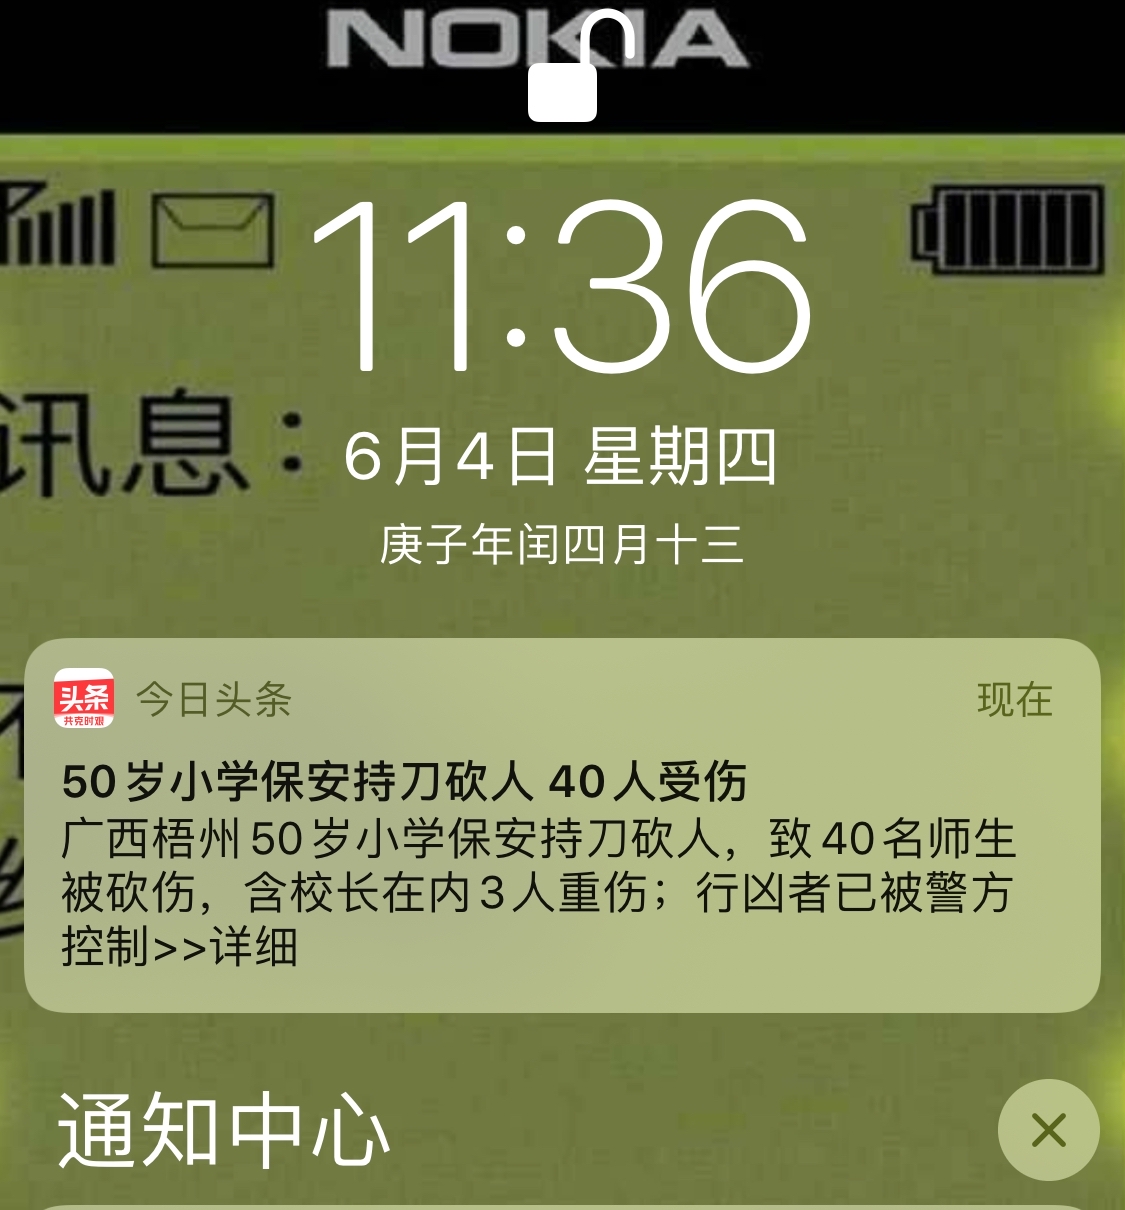 NOKIA
11:36
讯息：
6月4日 星期四
庚子年闰四月十三
头条
共克时艰
今日头条
现在
50岁小学保安持刀砍人 40人受伤
广西梧州50岁小学保安持刀砍人，致40名师生
被砍伤，含校长在内3人重伤；行凶者已被警方
控制>>详细
通知中心